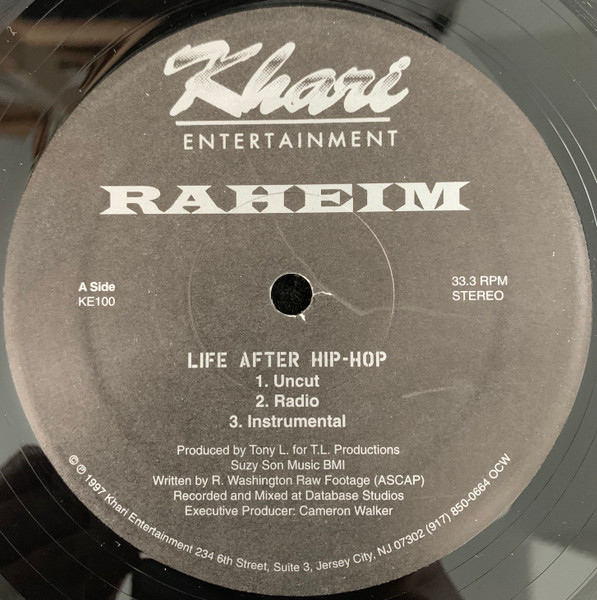 Khari
ENTERTAINMENT
RAHEIM
A Side
KE100
33.3 RPM
STEREO
LIFE AFTER HIP-HOP
1. Uncut
2. Radio
3. Instrumental
Produced by Tony L. for T.L. Productions
Suzy Son Music BMI
Written by R. Washington Raw Footage (ASCAP)
Recorded and Mixed at Database Studios
Executive Producer: Cameron Walker
© ℗ 1997 Khari Entertainment 234 6th Street, Suite 3, Jersey City, NJ 07302 (917) 850-0664 OCW